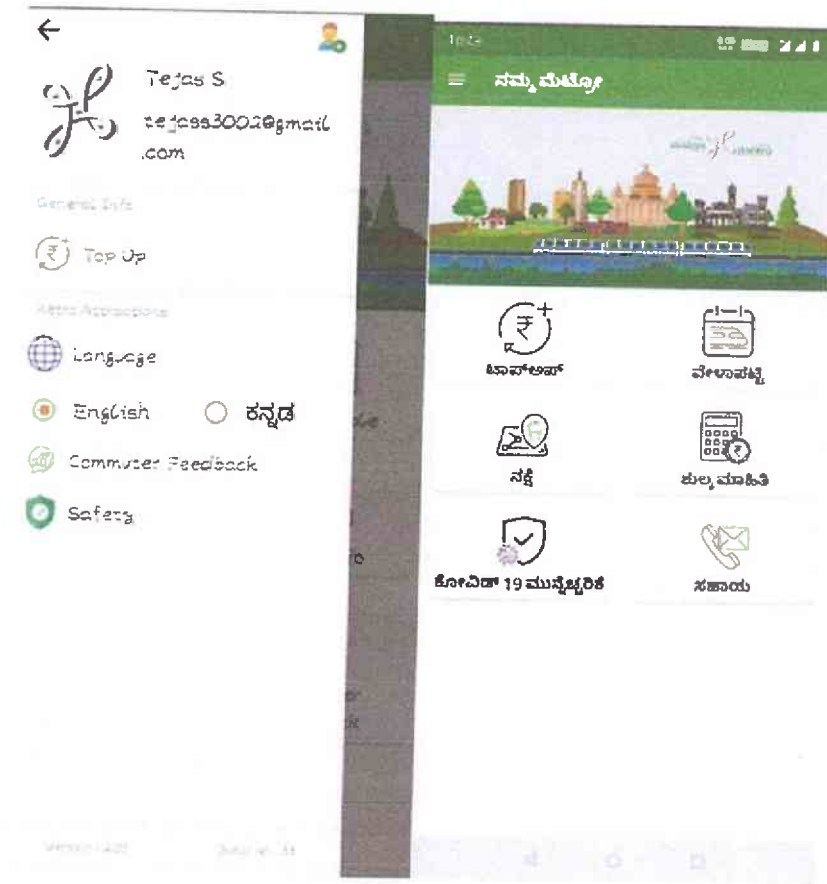 Tejas S
tejass3002@gmail
.com
General Info
Top Up
Language
English
ಕನ್ನಡ
Commuter Feedback
Safety
ನಮ್ಮ ಮೆಟ್ರೋ
ಟಾಪ್ಅಪ್
ವೇಳಾಪಟ್ಟಿ
ನಕ್ಷೆ
ಶುಲ್ಕ ಮಾಹಿತಿ
ಕೋವಿಡ್ 19 ಮುನ್ನೆಚ್ಚರಿಕೆ
ಸಹಾಯ